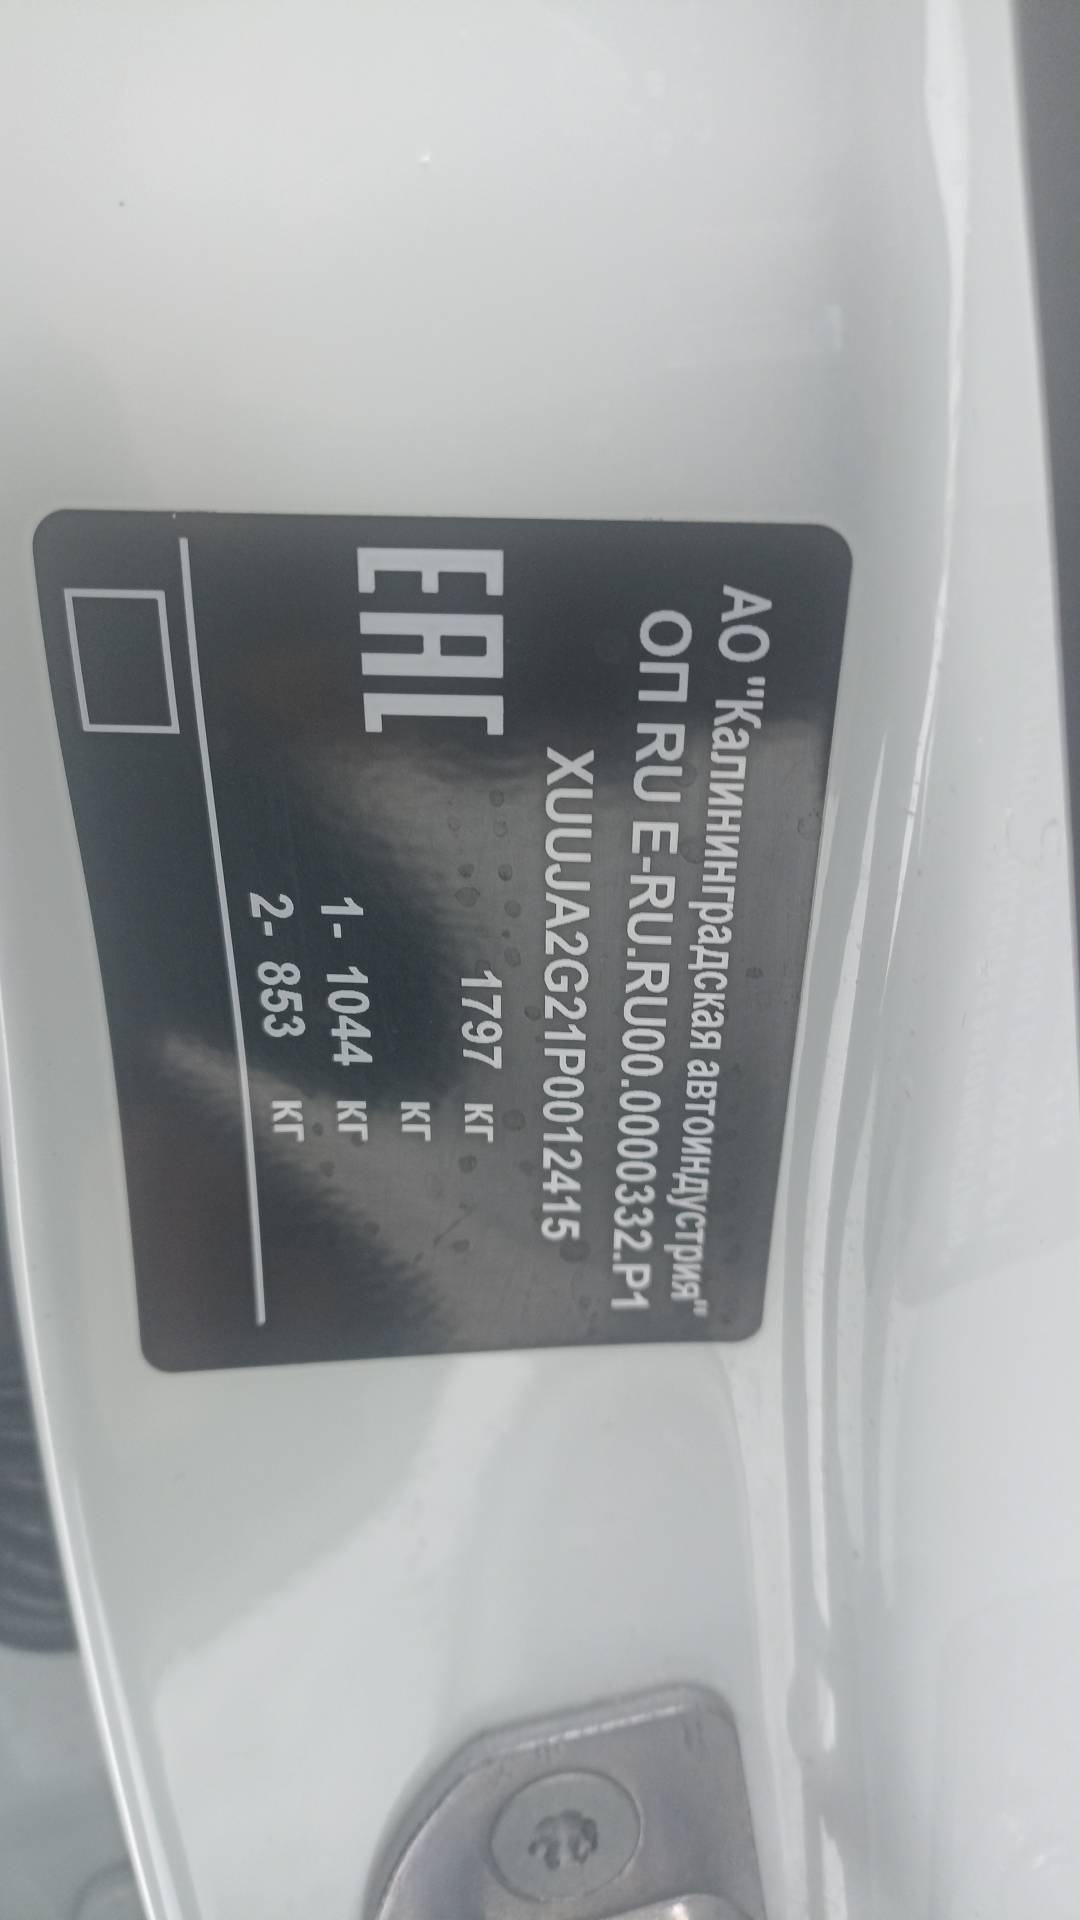 АО "Калининградская автоиндустрия"
ОП RU E-RU.RU00.0000332.P1
XUUJA2G21P0012415
EAC
1797 кг
кг
1- 1044 кг
2- 853 кг